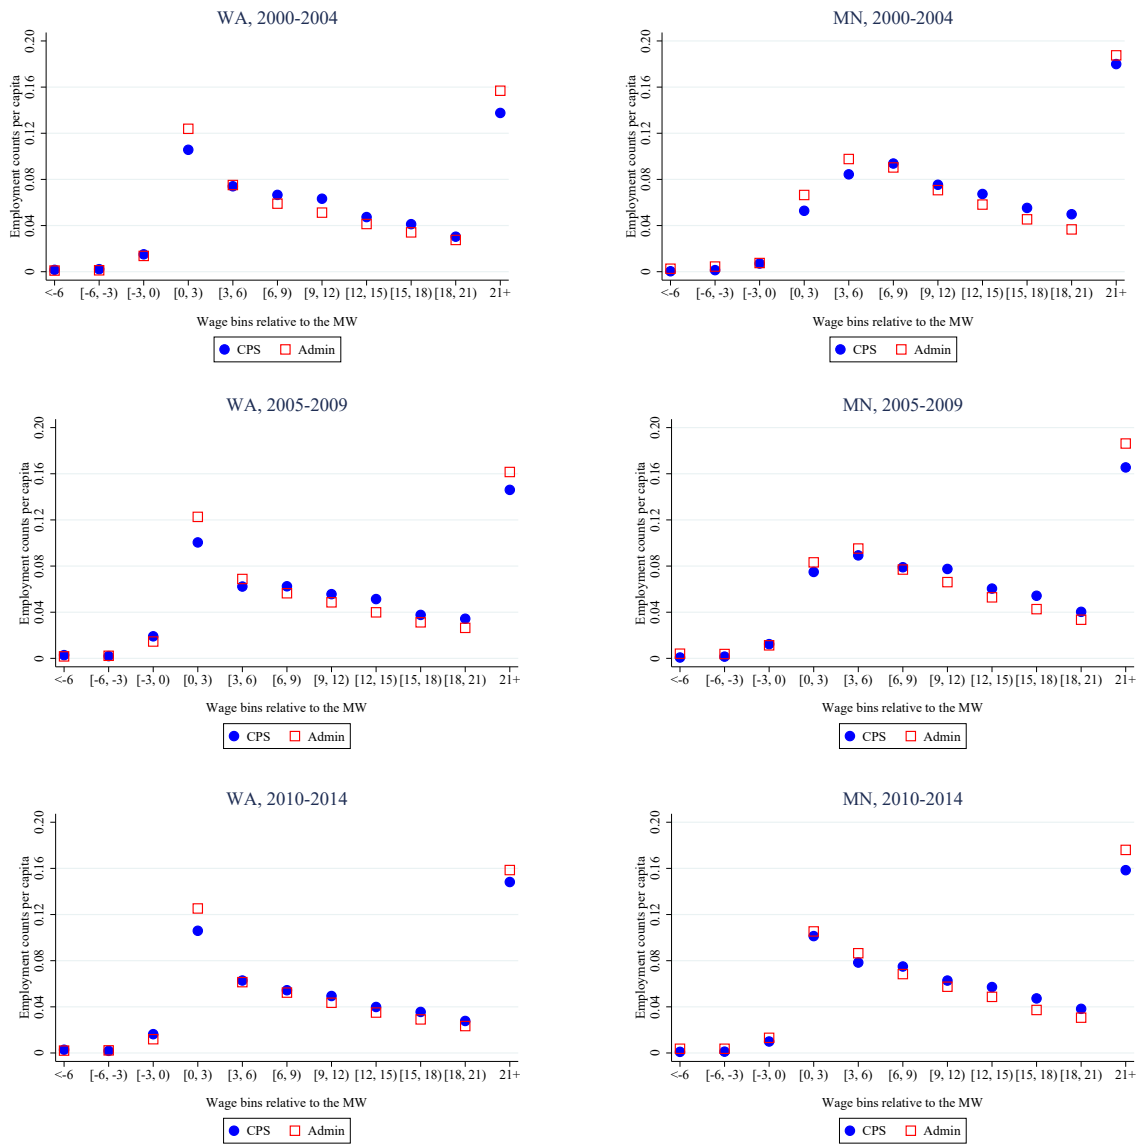 WA, 2000-2004
Employment counts per capita
0 0.04 0.08 0.12 0.16 0.20
<-6 [-6, -3) [-3, 0) [0, 3) [3, 6) [6, 9) [9, 12) [12, 15) [15, 18) [18, 21) 21+
Wage bins relative to the MW
CPS Admin
MN, 2000-2004
Employment counts per capita
0 0.04 0.08 0.12 0.16 0.20
<-6 [-6, -3) [-3, 0) [0, 3) [3, 6) [6, 9) [9, 12) [12, 15) [15, 18) [18, 21) 21+
Wage bins relative to the MW
CPS Admin
WA, 2005-2009
Employment counts per capita
0 0.04 0.08 0.12 0.16 0.20
<-6 [-6, -3) [-3, 0) [0, 3) [3, 6) [6, 9) [9, 12) [12, 15) [15, 18) [18, 21) 21+
Wage bins relative to the MW
CPS Admin
MN, 2005-2009
Employment counts per capita
0 0.04 0.08 0.12 0.16 0.20
<-6 [-6, -3) [-3, 0) [0, 3) [3, 6) [6, 9) [9, 12) [12, 15) [15, 18) [18, 21) 21+
Wage bins relative to the MW
CPS Admin
WA, 2010-2014
Employment counts per capita
0 0.04 0.08 0.12 0.16 0.20
<-6 [-6, -3) [-3, 0) [0, 3) [3, 6) [6, 9) [9, 12) [12, 15) [15, 18) [18, 21) 21+
Wage bins relative to the MW
CPS Admin
MN, 2010-2014
Employment counts per capita
0 0.04 0.08 0.12 0.16 0.20
<-6 [-6, -3) [-3, 0) [0, 3) [3, 6) [6, 9) [9, 12) [12, 15) [15, 18) [18, 21) 21+
Wage bins relative to the MW
CPS Admin